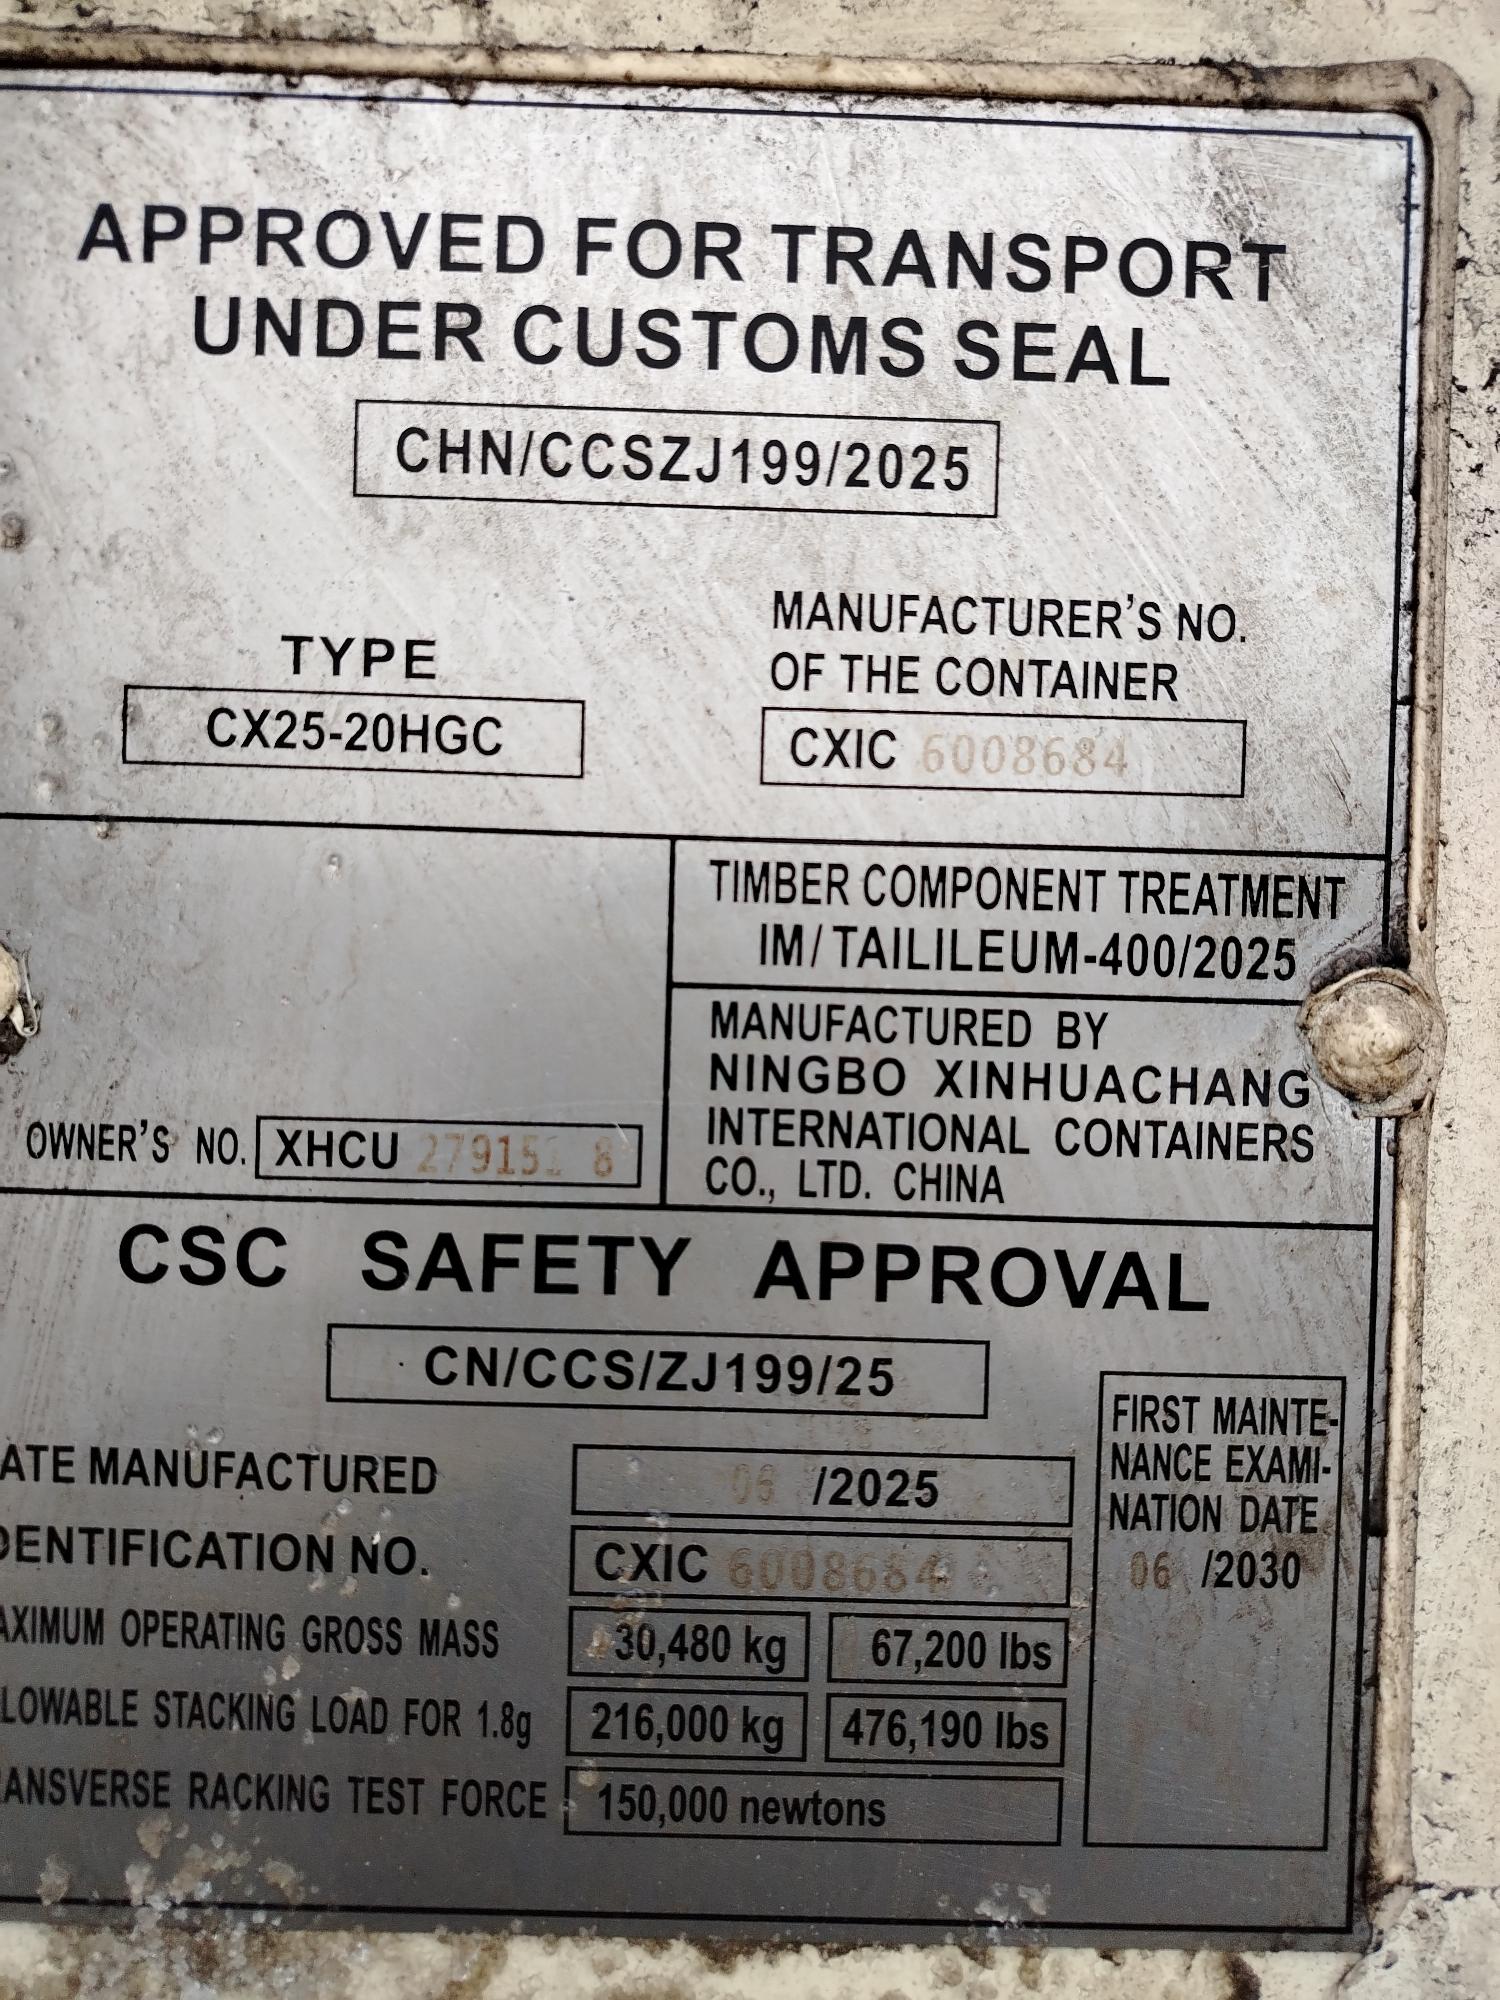 APPROVED FOR TRANSPORT
UNDER CUSTOMS SEAL
CHN/CCSZJ199/2025
TYPE
CX25-20HGC
MANUFACTURER'S NO.
OF THE CONTAINER
CXIC 6008684
TIMBER COMPONENT TREATMENT
IM/TAILILEUM-400/2025
MANUFACTURED BY
NINGBO XINHUACHANG
INTERNATIONAL CONTAINERS
CO., LTD. CHINA
OWNER'S NO. XHCU 8
CSC SAFETY APPROVAL
CN/CCS/ZJ199/25
ATE MANUFACTURED 06 /2025
DENTIFICATION NO. CXIC 6008684
AXIMUM OPERATING GROSS MASS 30,480 kg 67,200 lbs
LOWABLE STACKING LOAD FOR 1.8g 216,000 kg 476,190 lbs
RANSVERSE RACKING TEST FORCE 150,000 newtons
FIRST MAINTE-
NANCE EXAMI-
NATION DATE
06 /2030